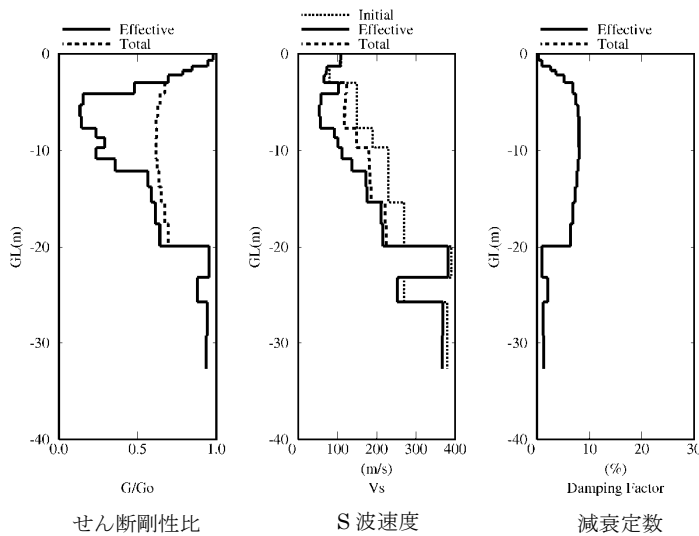 Effective
Total
0
-10
-20
-30
-40
GL(m)
0.0
0.5
1.0
G/Go
せん断剛性比
Initial
Effective
Total
0
-10
-20
-30
-40
GL(m)
0
100
200
300
400
(m/s)
Vs
S 波速度
Effective
Total
0
-10
-20
-30
-40
GL(m)
0
10
20
30
(%)
Damping Factor
減衰定数